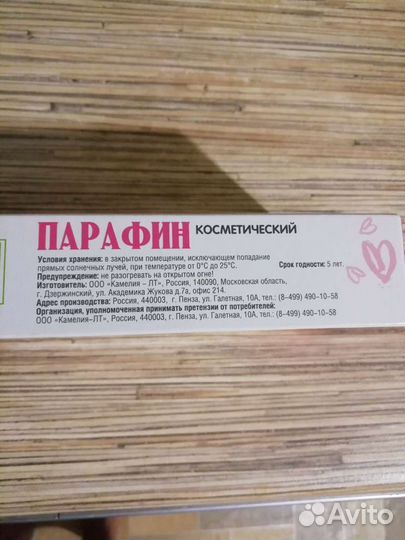 ПАРАФИН КОСМЕТИЧЕСКИЙ
Условия хранения: в закрытом помещении, исключающем попадание
прямых солнечных лучей, при температуре от 0°С до 25°С. Срок годности: 5 лет.
Предупреждение: не разогревать на открытом огне!
Изготовитель: ООО «Камелия – ЛТ», Россия, 140090, Московская область,
г. Дзержинский, ул. Академика Жукова д.7а, офис 214.
Адрес производства: Россия, 440003, г. Пенза, ул. Галетная, 10А, тел.: (8-499) 490-10-58
Организация, уполномоченная принимать претензии от потребителей:
ООО «Камелия-ЛТ», Россия, 440003, г. Пенза, ул. Галетная, 10А, тел.: (8-499) 490-10-58
Avito